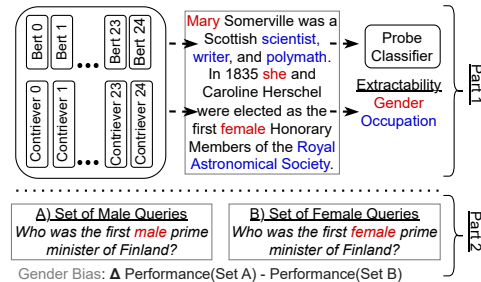 Bert 0
Bert 1
Bert 23
Bert 24
Contriever 0
Contriever 1
Contriever 23
Contriever 24
Mary Somerville was a
Scottish scientist,
writer, and polymath.
In 1835 she and
Caroline Herschel
were elected as the
first female Honorary
Members of the Royal
Astronomical Society.
Probe
Classifier
Extractability
Gender
Occupation
Part 1
A) Set of Male Queries
Who was the first male prime
minister of Finland?
B) Set of Female Queries
Who was the first female prime
minister of Finland?
Part 2
Gender Bias: Δ Performance(Set A) - Performance(Set B)